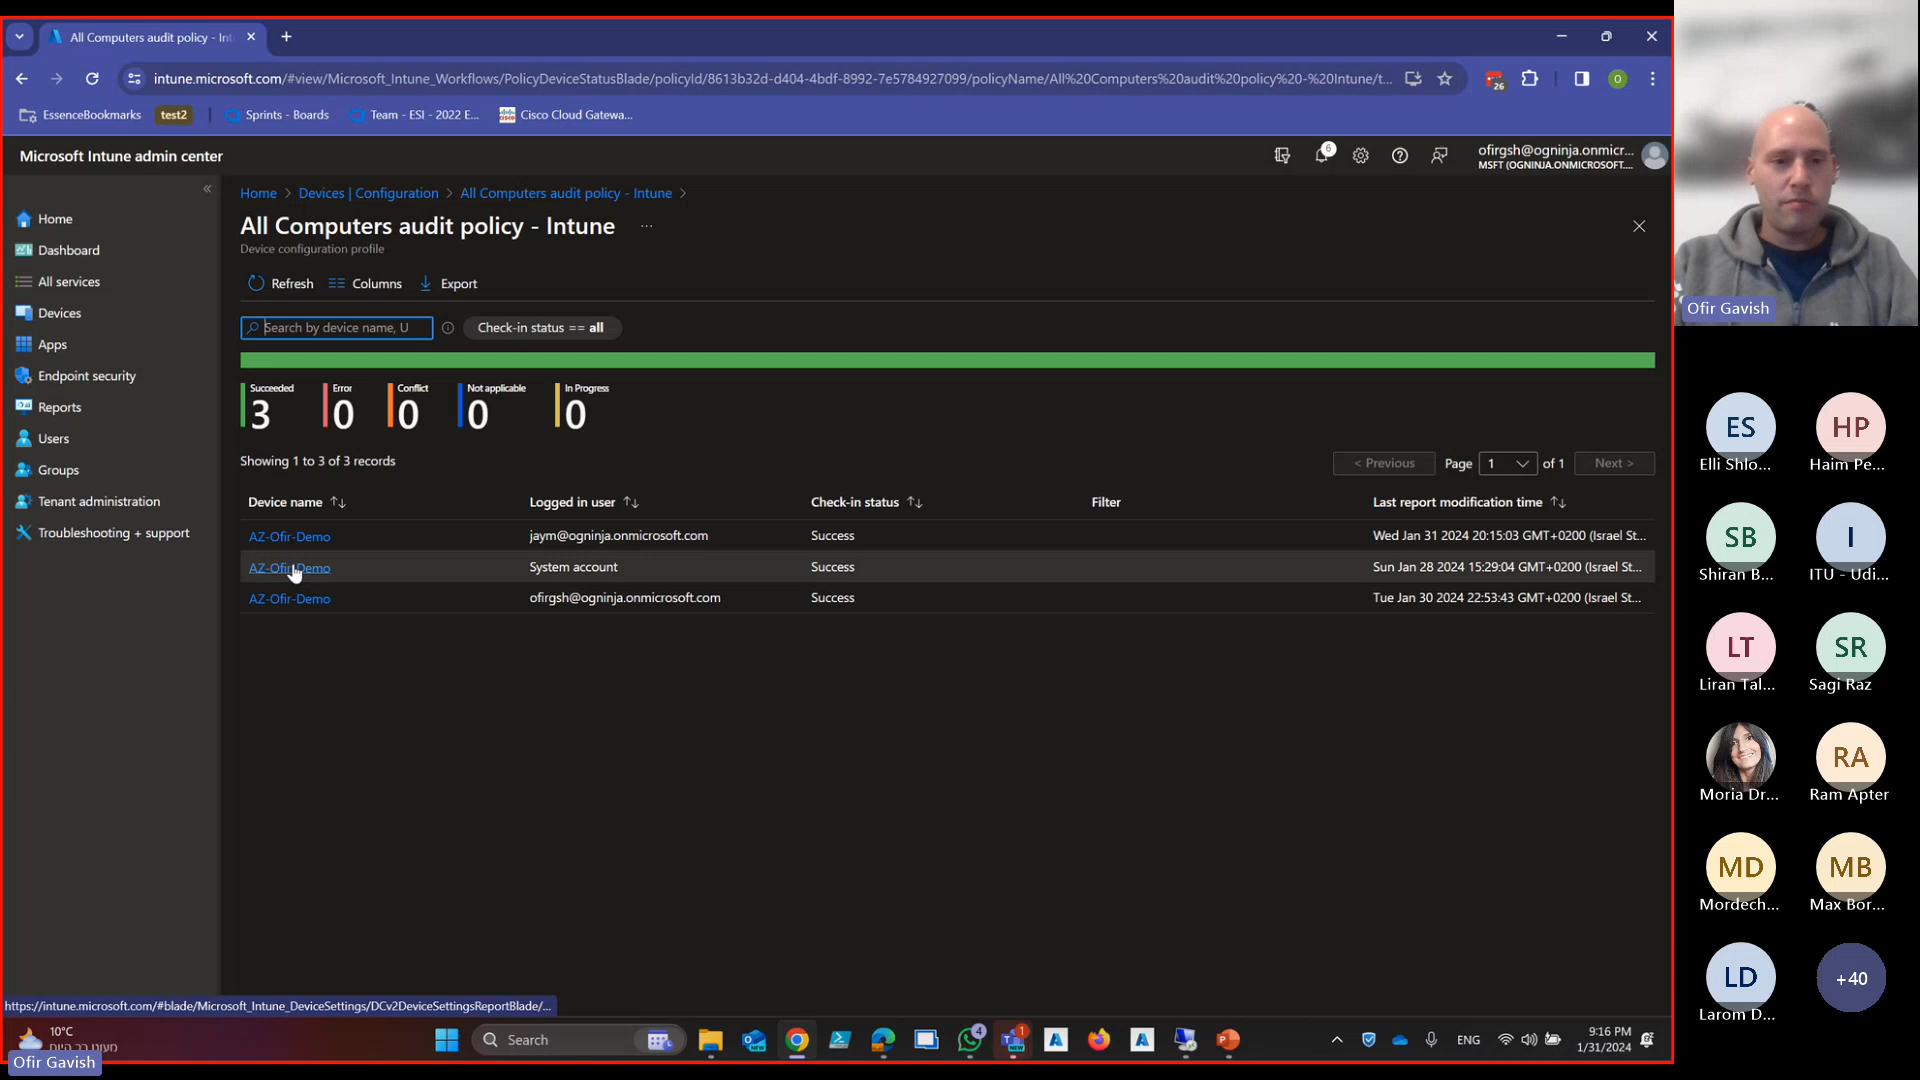 All Computers audit policy - Int
intune.microsoft.com/#view/Microsoft_Intune_Workflows/PolicyDeviceStatusBlade/policyId/8613b32d-d404-4bdf-8992-7e5784927099/policyName/All%20Computers%20audit%20policy%20-%20Intune/t...
26
O
EssenceBookmarks
test2
Sprints - Boards
Team - ESI - 2022 E...
Cisco Cloud Gatewa...
Microsoft Intune admin center
6
ofirgsh@ogninja.onmicr...
MSFT (OGNINJA.ONMICROSOFT....
Home
Dashboard
All services
Devices
Apps
Endpoint security
Reports
Users
Groups
Tenant administration
Troubleshooting + support
Home > Devices | Configuration > All Computers audit policy - Intune >
All Computers audit policy - Intune ...
Device configuration profile
Refresh
Columns
Export
Search by device name, U
Check-in status == all
Succeeded
3
Error
0
Conflict
0
Not applicable
0
In Progress
0
Showing 1 to 3 of 3 records
< Previous
Page
1
of 1
Next >
Device name
Logged in user
Check-in status
Filter
Last report modification time
AZ-Ofir-Demo
jaym@ogninja.onmicrosoft.com
Success
Wed Jan 31 2024 20:15:03 GMT+0200 (Israel St...
AZ-Ofir-Demo
System account
Success
Sun Jan 28 2024 15:29:04 GMT+0200 (Israel St...
AZ-Ofir-Demo
ofirgsh@ogninja.onmicrosoft.com
Success
Tue Jan 30 2024 22:53:43 GMT+0200 (Israel St...
https://intune.microsoft.com/#blade/Microsoft_Intune_DeviceSettings/DCv2DeviceSettingsReportBlade/...
10°C
Search
4
1
NEW
ENG
9:16 PM
1/31/2024
Ofir Gavish
Ofir Gavish
ES
Elli Shlo...
HP
Haim Pe...
SB
Shiran B...
I
ITU - Udi...
LT
Liran Tal...
SR
Sagi Raz
Moria Dr...
RA
Ram Apter
MD
Mordech...
MB
Max Bor...
LD
Larom D...
+40